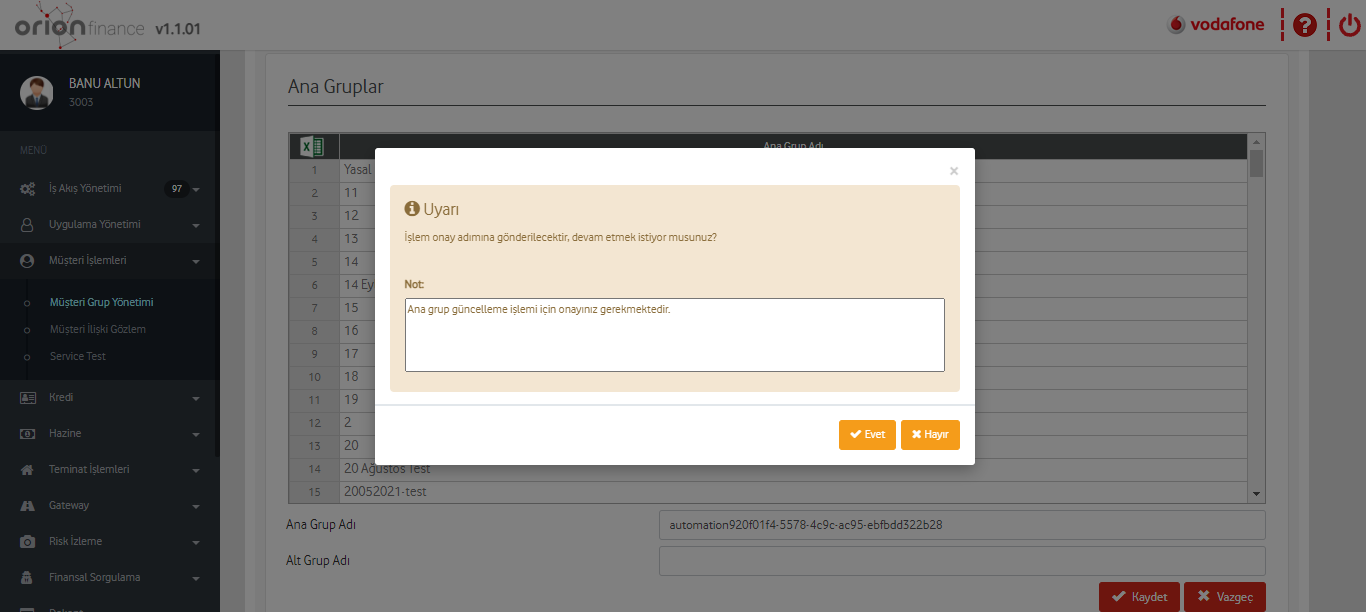 orion finance v1.1.01
vodafone
BANU ALTUN
3003
MENÜ
İş Akış Yönetimi 97
Uygulama Yönetimi
Müşteri İşlemleri
Müşteri Grup Yönetimi
Müşteri İlişki Gözlem
Service Test
Kredi
Hazine
Teminat İşlemleri
Gateway
Risk İzleme
Finansal Sorgulama
Ana Gruplar
Ana Grup Adı
1 Yasal
2 11
3 12
4 13
5 14
6 14 Ey
7 15
8 16
9 17
10 18
11 19
12 2
13 20
14 20 Ağustos Test
15 20052021-test
×
Uyarı
İşlem onay adımına gönderilecektir, devam etmek istiyor musunuz?
Not:
Ana grup güncelleme işlemi için onayınız gerekmektedir.
Evet Hayır
Ana Grup Adı automation920f01f4-5578-4c9c-ac95-ebfbdd322b28
Alt Grup Adı
Kaydet Vazgeç